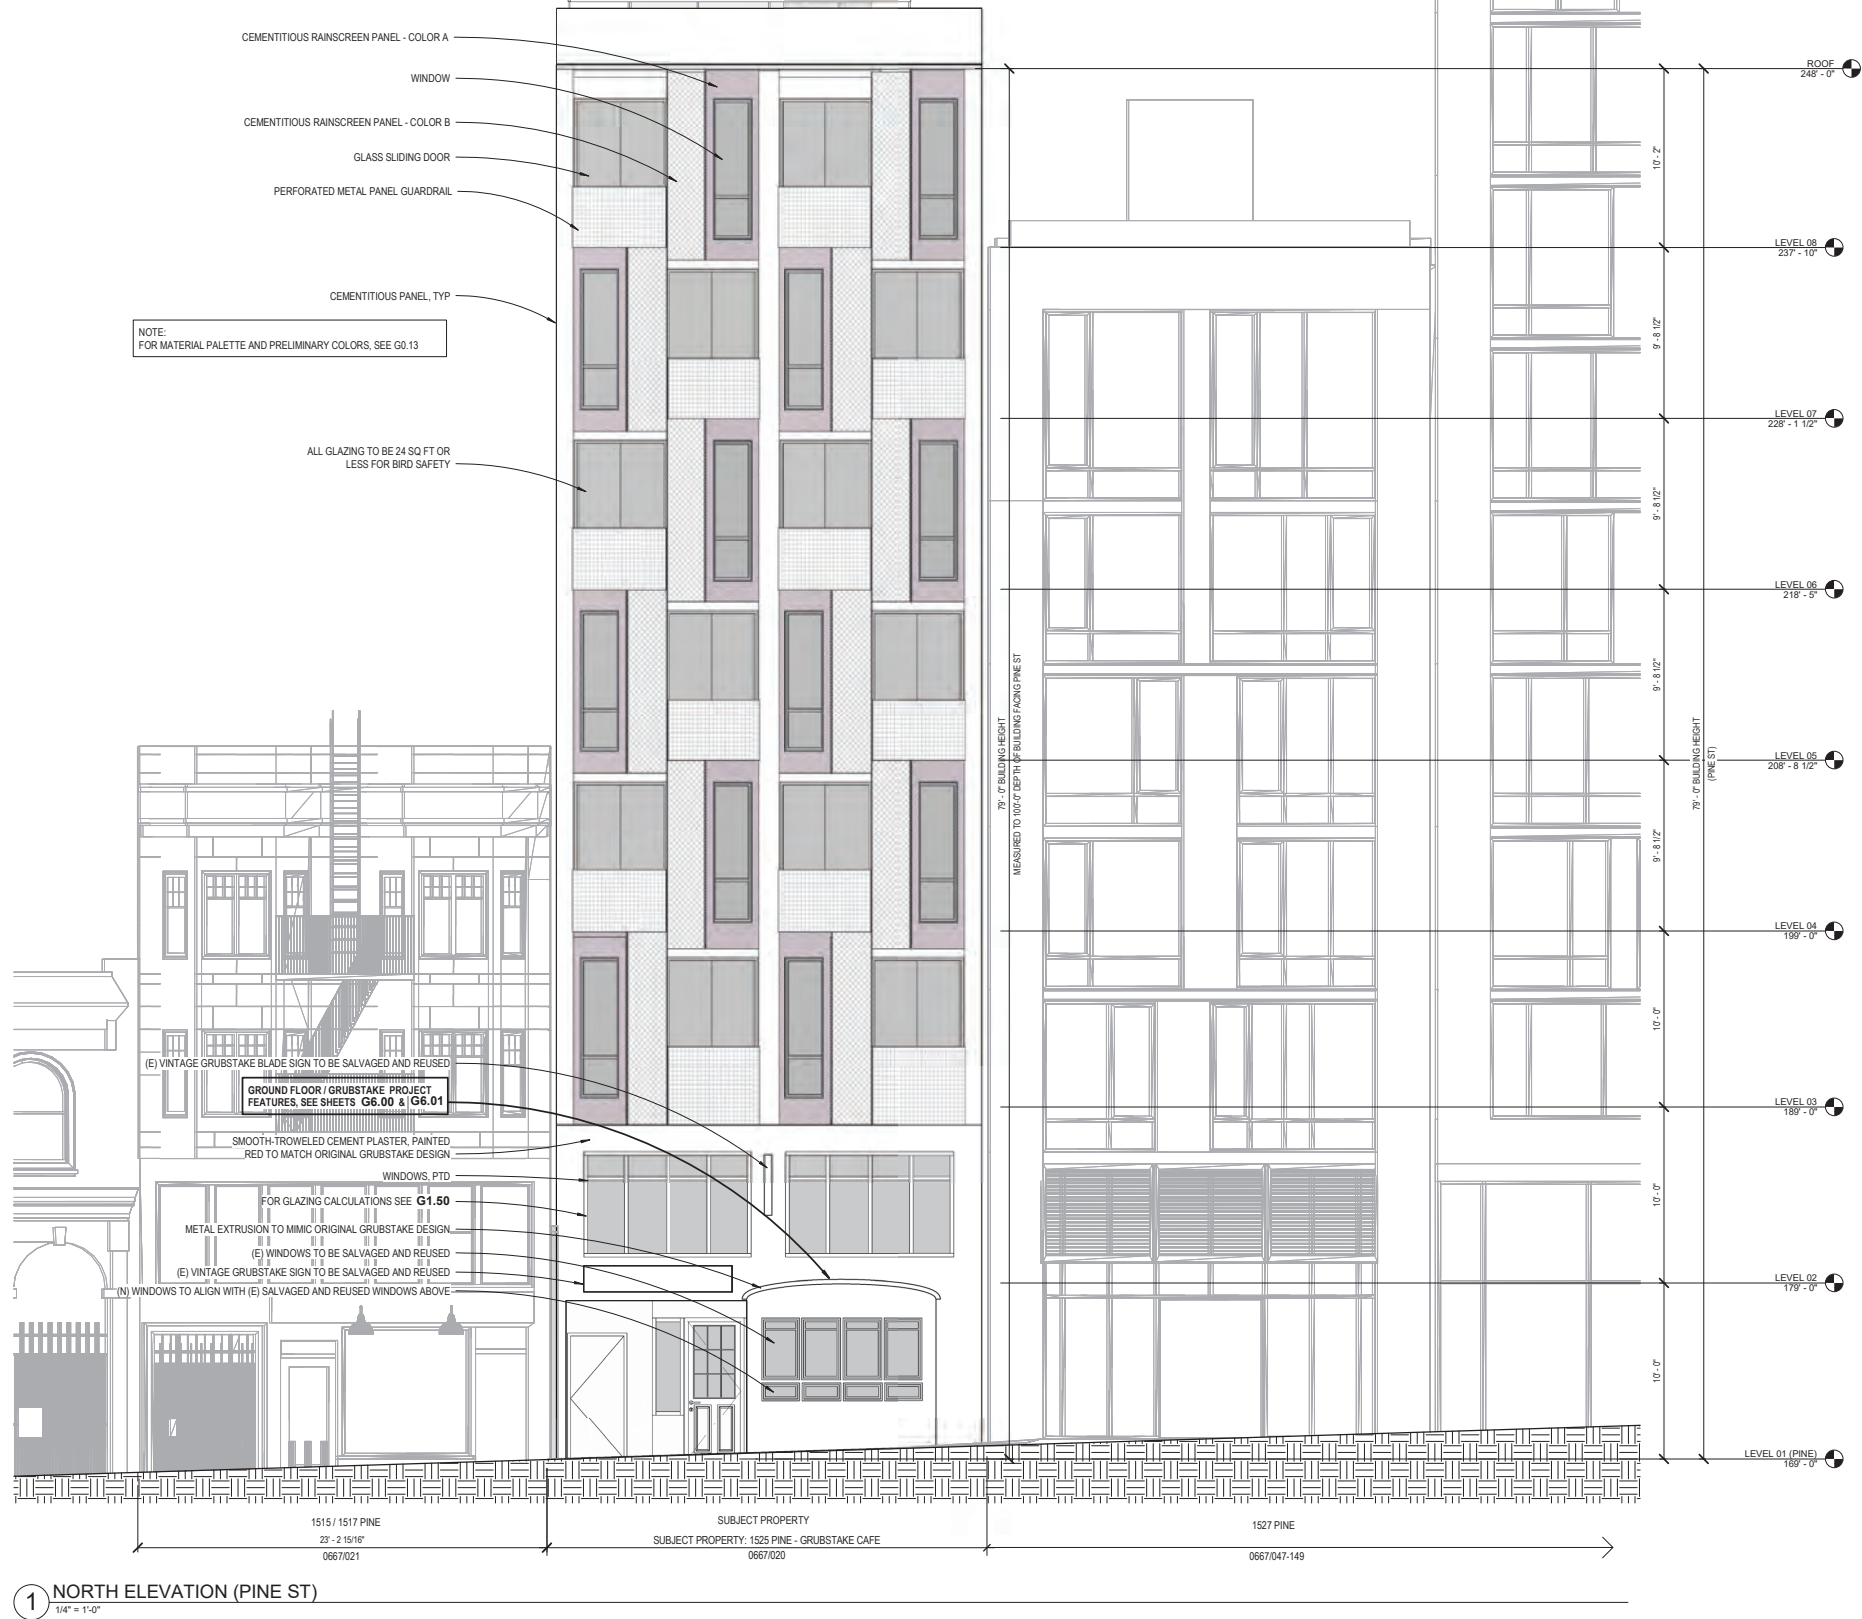 CEMENTITIOUS RAINSCREEN PANEL - COLOR A
WINDOW
CEMENTITIOUS RAINSCREEN PANEL - COLOR B
GLASS SLIDING DOOR
PERFORATED METAL PANEL GUARDRAIL
CEMENTITIOUS PANEL, TYP
NOTE:
FOR MATERIAL PALETTE AND PRELIMINARY COLORS, SEE G0.13
ALL GLAZING TO BE 24 SQ FT OR
LESS FOR BIRD SAFETY
(E) VINTAGE GRUBSTAKE BLADE SIGN TO BE SALVAGED AND REUSED
GROUND FLOOR / GRUBSTAKE PROJECT
FEATURES, SEE SHEETS G6.00 & G6.01
SMOOTH-TROWELED CEMENT PLASTER, PAINTED
RED TO MATCH ORIGINAL GRUBSTAKE DESIGN
WINDOWS, PTD
FOR GLAZING CALCULATIONS SEE G1.50
METAL EXTRUSION TO MIMIC ORIGINAL GRUBSTAKE DESIGN
(E) WINDOWS TO BE SALVAGED AND REUSED
(E) VINTAGE GRUBSTAKE SIGN TO BE SALVAGED AND REUSED
(N) WINDOWS TO ALIGN WITH (E) SALVAGED AND REUSED WINDOWS ABOVE
79' - 0" BUILDING HEIGHT
MEASURED TO 100'-0" DEPTH OF BUILDING FACING PINE ST
10' - 2"
9' - 8 1/2"
9' - 8 1/2"
9' - 8 1/2"
9' - 8 1/2"
10' - 0"
10' - 0"
10' - 0"
79' - 0" BUILDING HEIGHT
(PINE ST)
ROOF
248' - 0"
LEVEL 08
237' - 10"
LEVEL 07
228' - 1 1/2"
LEVEL 06
218' - 5"
LEVEL 05
208' - 8 1/2"
LEVEL 04
199' - 0"
LEVEL 03
189' - 0"
LEVEL 02
179' - 0"
LEVEL 01 (PINE)
169' - 0"
1515 / 1517 PINE
23' - 2 15/16"
0667/021
SUBJECT PROPERTY
SUBJECT PROPERTY: 1525 PINE - GRUBSTAKE CAFE
0667/020
1527 PINE
0667/047-149
1 NORTH ELEVATION (PINE ST)
1/4" = 1'-0"